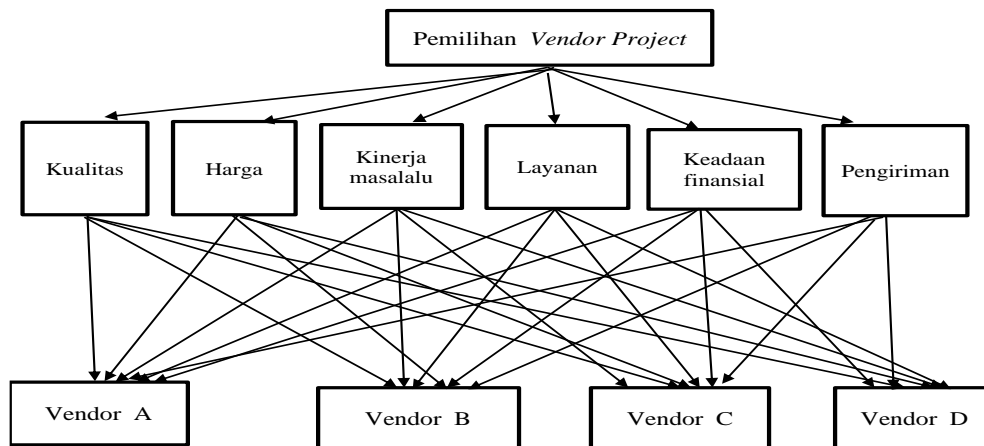 Pemilihan Vendor Project
Kualitas
Harga
Kinerja
masalalu
Layanan
Keadaan
finansial
Pengiriman
Vendor A
Vendor B
Vendor C
Vendor D